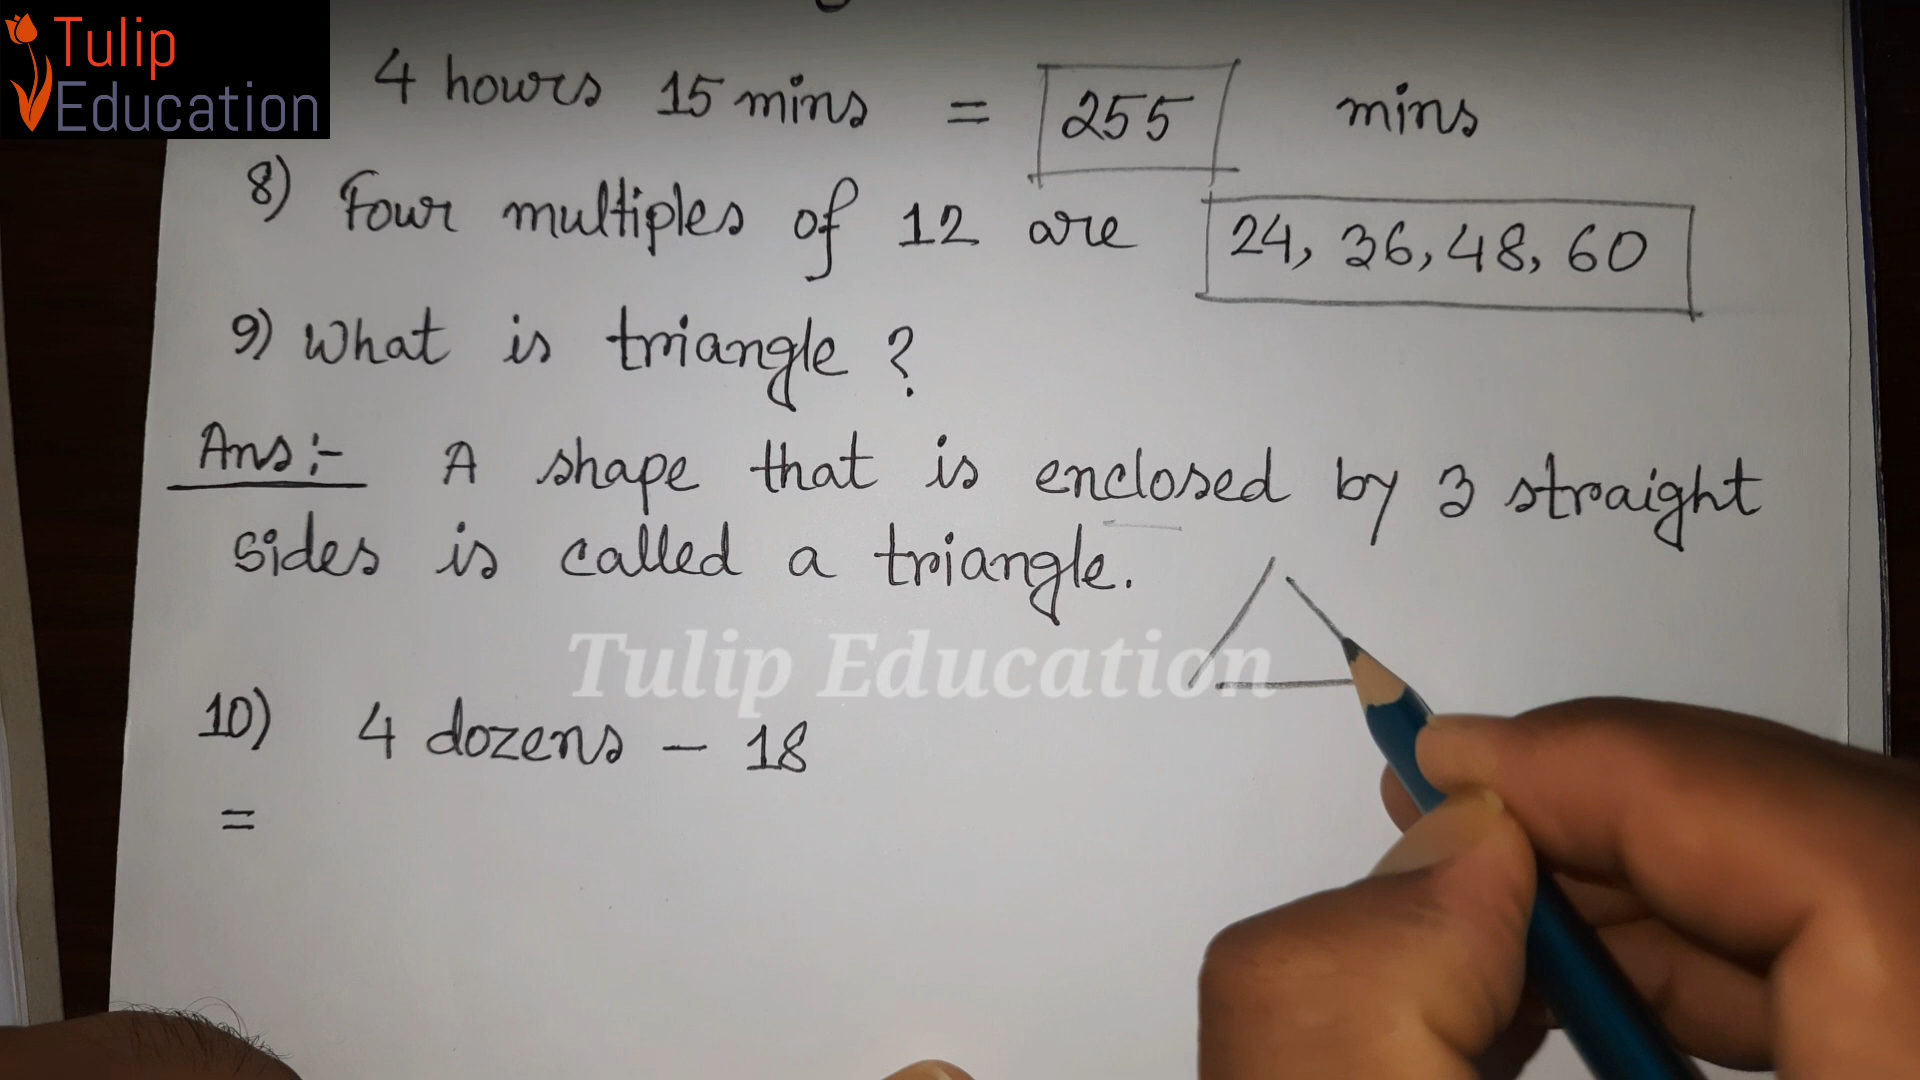 Tulip
Education
4 hours 15 mins = 255 mins
8) Four multiples of 12 are 24, 36, 48, 60
9) What is triangle ?
Ans :- A shape that is enclosed by 3 straight
sides is called a triangle.
Tulip Education
10) 4 dozens – 18
=